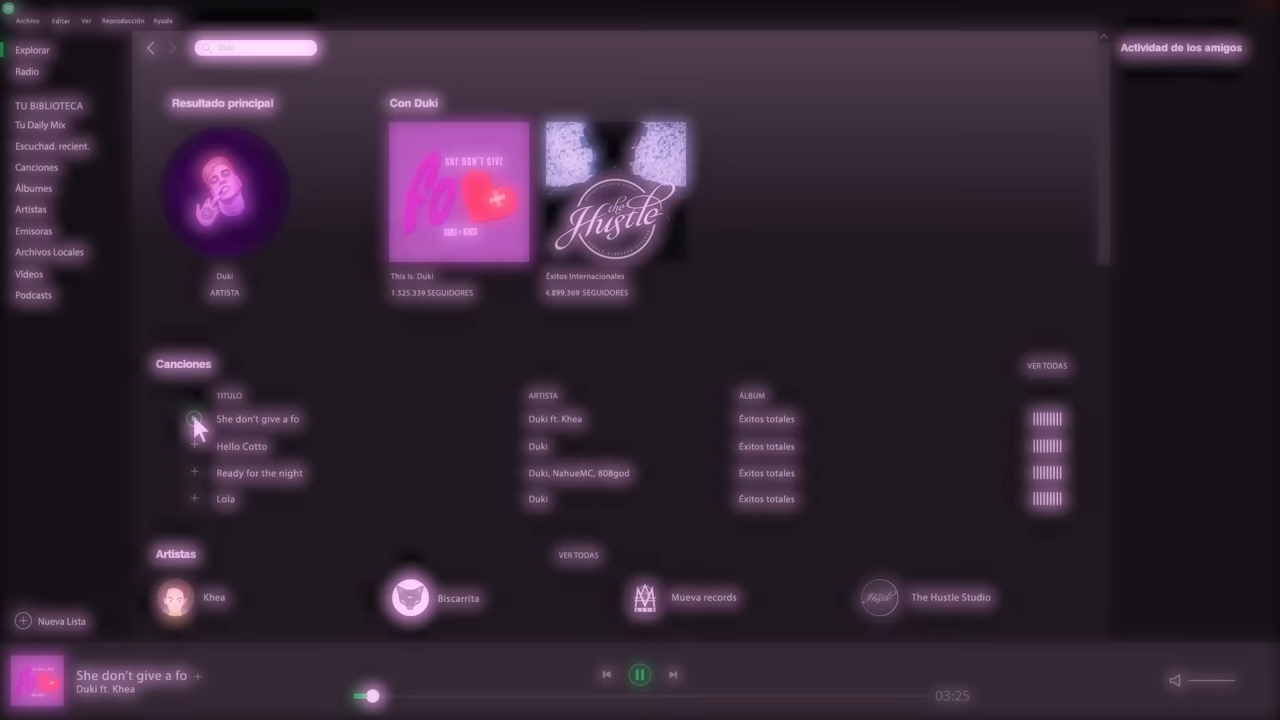 Archivo Editar Ver Reproducción Ayuda
Explorar
Radio
TU BIBLIOTECA
Tu Daily Mix
Escuchad. recient.
Canciones
Álbumes
Artistas
Emisoras
Archivos Locales
Vídeos
Podcasts
Nueva Lista
Duki
Resultado principal
Duki
ARTISTA
Con Duki
SHE DON'T GIVE
fo
DUKI + KHEA
This Is: Duki
1.325.339 SEGUIDORES
the
Hustle
Éxitos Internacionales
4.899.369 SEGUIDORES
Canciones VER TODAS
TITULO ARTISTA ÁLBUM
She don't give a fo Duki ft. Khea Éxitos totales
Hello Cotto Duki Éxitos totales
Ready for the night Duki, NahueMC, 808god Éxitos totales
Lola Duki Éxitos totales
Artistas VER TODAS
Khea Biscarrita Mueva records The Hustle Studio
Actividad de los amigos
She don't give a fo +
Duki ft. Khea
03:25